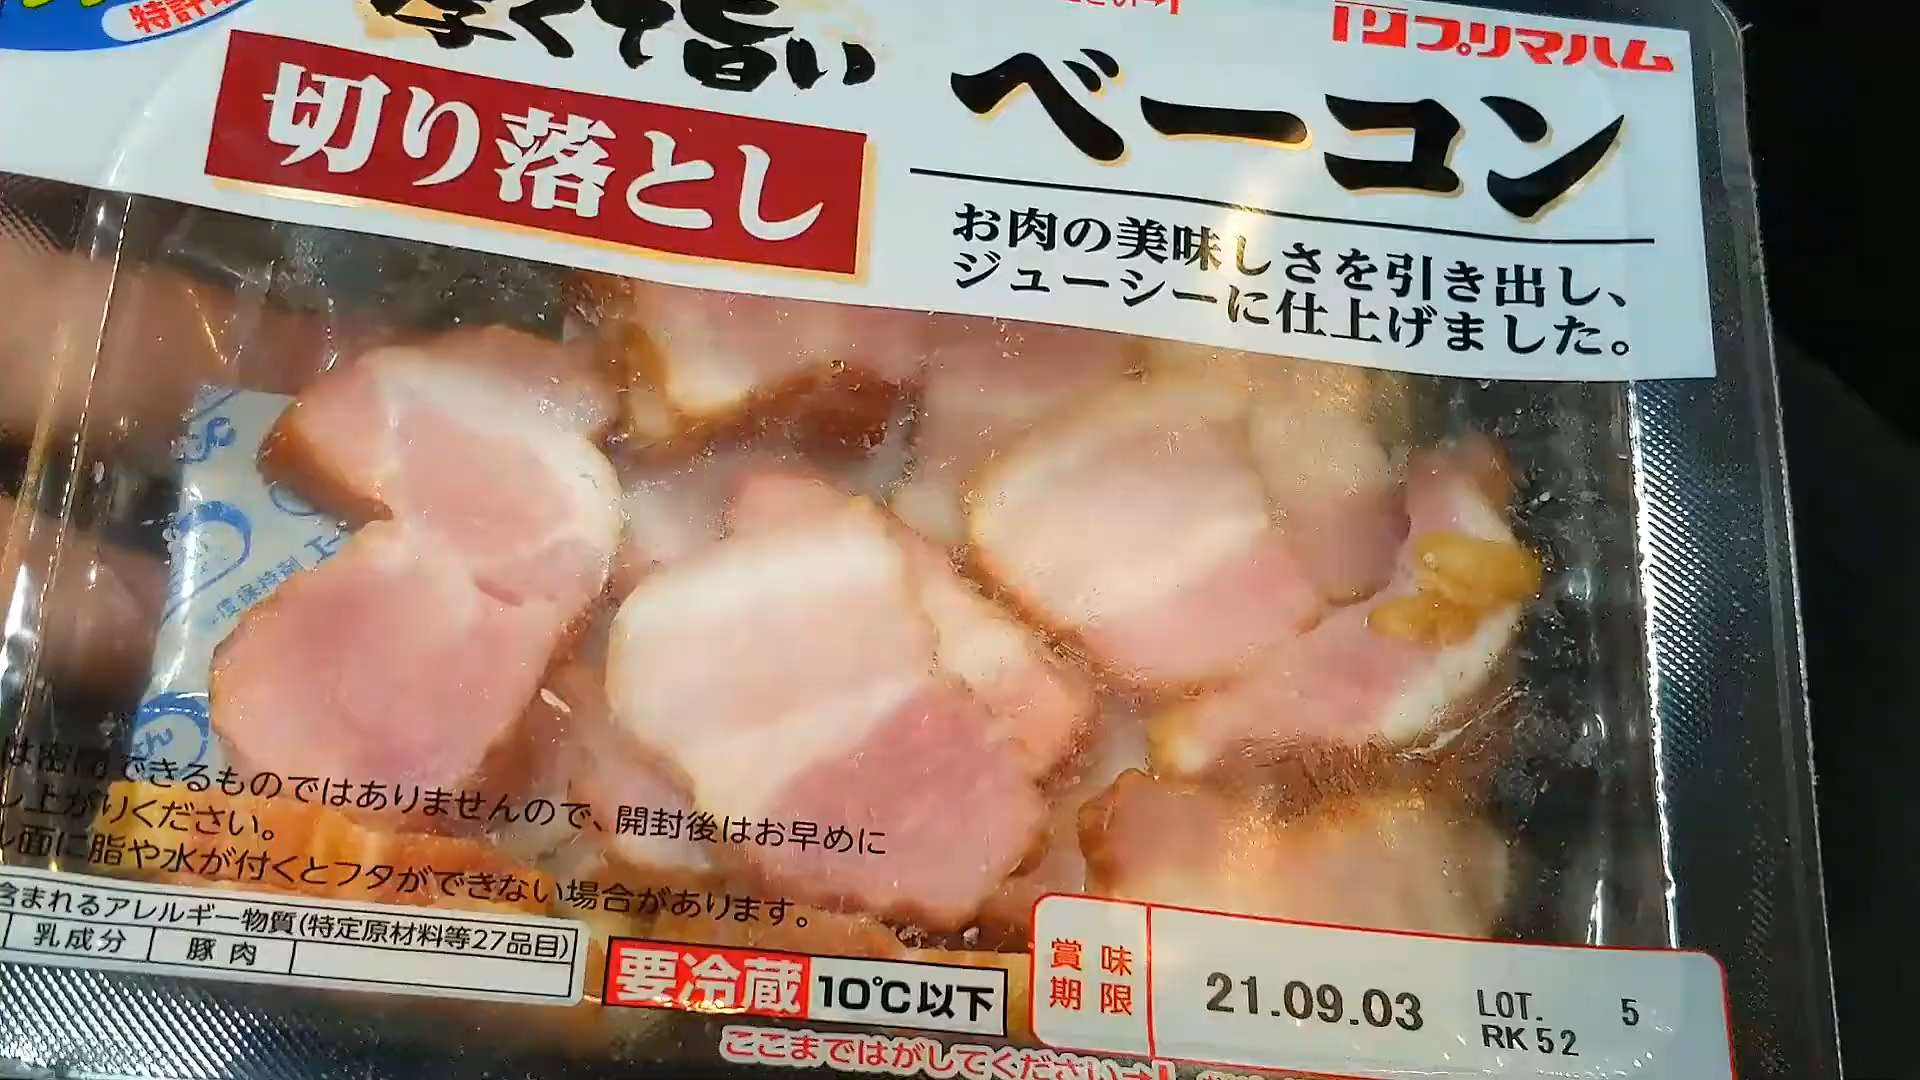 プリマハム
厚くて旨い
切り落とし
ベーコン
お肉の美味しさを引き出し、
ジューシーに仕上げました。
できるものではありませんので、開封後はお早めに
し上がりください。
面に脂や水が付くとフタができない場合があります。
含まれるアレルギー物質(特定原材料等27品目)
乳成分 豚肉
要冷蔵 10℃以下
賞味期限
21.09.03
LOT. 5
RK52
ここまではがしてください→